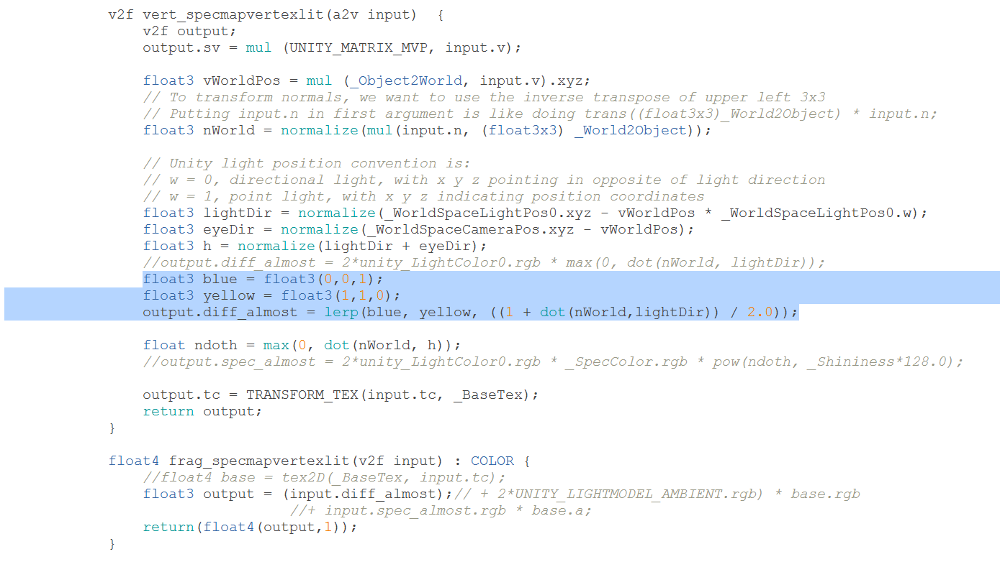 v2f vert_specmapvertexlit(a2v input)  {
    v2f output;
    output.sv = mul (UNITY_MATRIX_MVP, input.v);

    float3 vWorldPos = mul (_Object2World, input.v).xyz;
    // To transform normals, we want to use the inverse transpose of upper left 3x3
    // Putting input.n in first argument is like doing trans((float3x3)_World2Object) * input.n;
    float3 nWorld = normalize(mul(input.n, (float3x3) _World2Object));

    // Unity light position convention is:
    // w = 0, directional light, with x y z pointing in opposite of light direction
    // w = 1, point light, with x y z indicating position coordinates
    float3 lightDir = normalize(_WorldSpaceLightPos0.xyz - vWorldPos * _WorldSpaceLightPos0.w);
    float3 eyeDir = normalize(_WorldSpaceCameraPos.xyz - vWorldPos);
    float3 h = normalize(lightDir + eyeDir);
    //output.diff_almost = 2*unity_LightColor0.rgb * max(0, dot(nWorld, lightDir));
    float3 blue = float3(0,0,1);
    float3 yellow = float3(1,1,0);
    output.diff_almost = lerp(blue, yellow, ((1 + dot(nWorld,lightDir)) / 2.0));

    float ndoth = max(0, dot(nWorld, h));
    //output.spec_almost = 2*unity_LightColor0.rgb * _SpecColor.rgb * pow(ndoth, _Shininess*128.0);

    output.tc = TRANSFORM_TEX(input.tc, _BaseTex);
    return output;
}

float4 frag_specmapvertexlit(v2f input) : COLOR {
    //float4 base = tex2D(_BaseTex, input.tc);
    float3 output = (input.diff_almost);// + 2*UNITY_LIGHTMODEL_AMBIENT.rgb) * base.rgb
                     //+ input.spec_almost.rgb * base.a;
    return(float4(output,1));
}